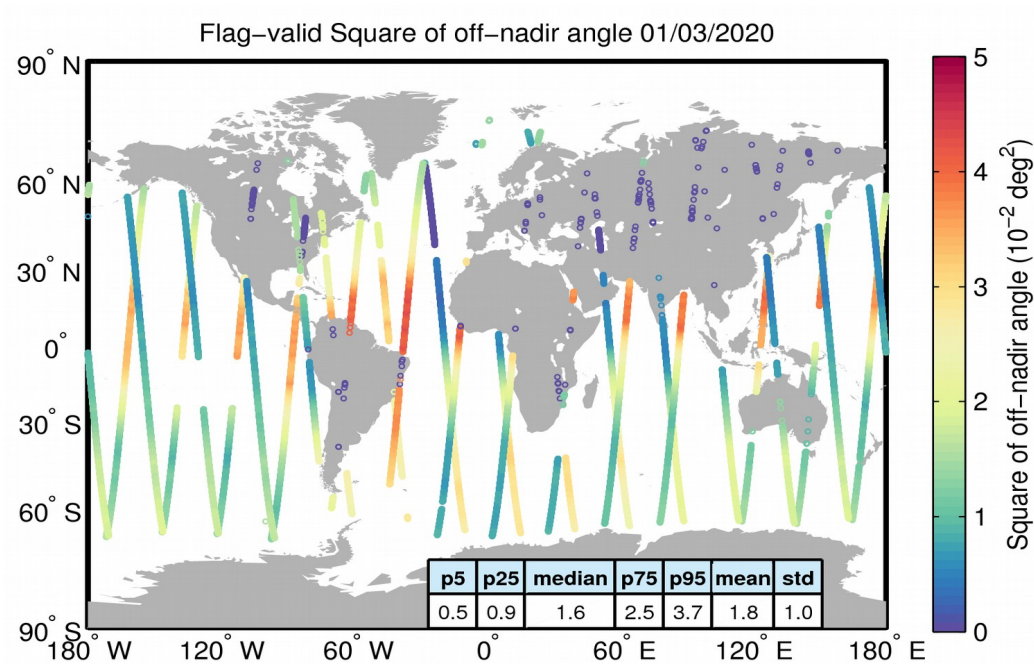 Flag−valid Square of off−nadir angle 01/03/2020
90° N
60° N
30° N
0°
30° S
60° S
90° S
180° W
120° W
60° W
0°
60° E
120° E
180° E
p5 p25 median p75 p95 mean std
0.5 0.9 1.6 2.5 3.7 1.8 1.0
5
4
3
2
1
0
Square of off−nadir angle (10⁻² deg²)